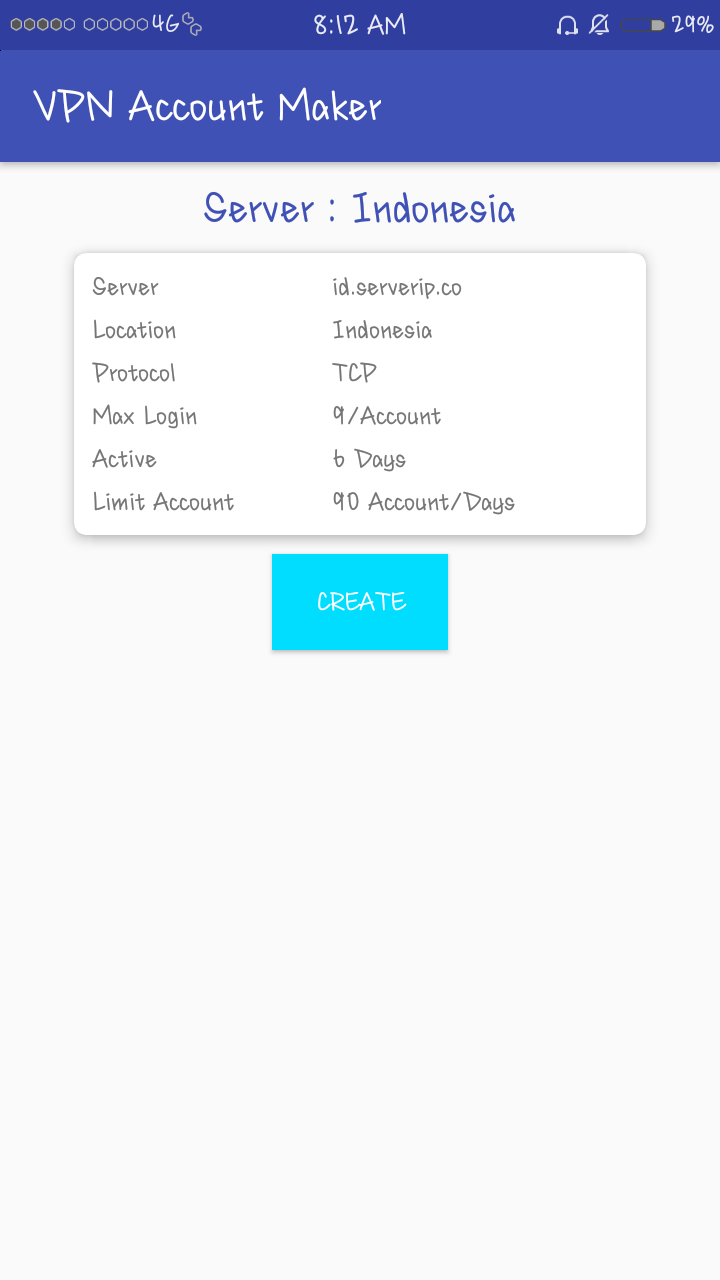 4G 8:12 AM 29%
VPN Account Maker
Server : Indonesia
Server id.serverip.co
Location Indonesia
Protocol TCP
Max Login 9/Account
Active 6 Days
Limit Account 90 Account/Days
CREATE